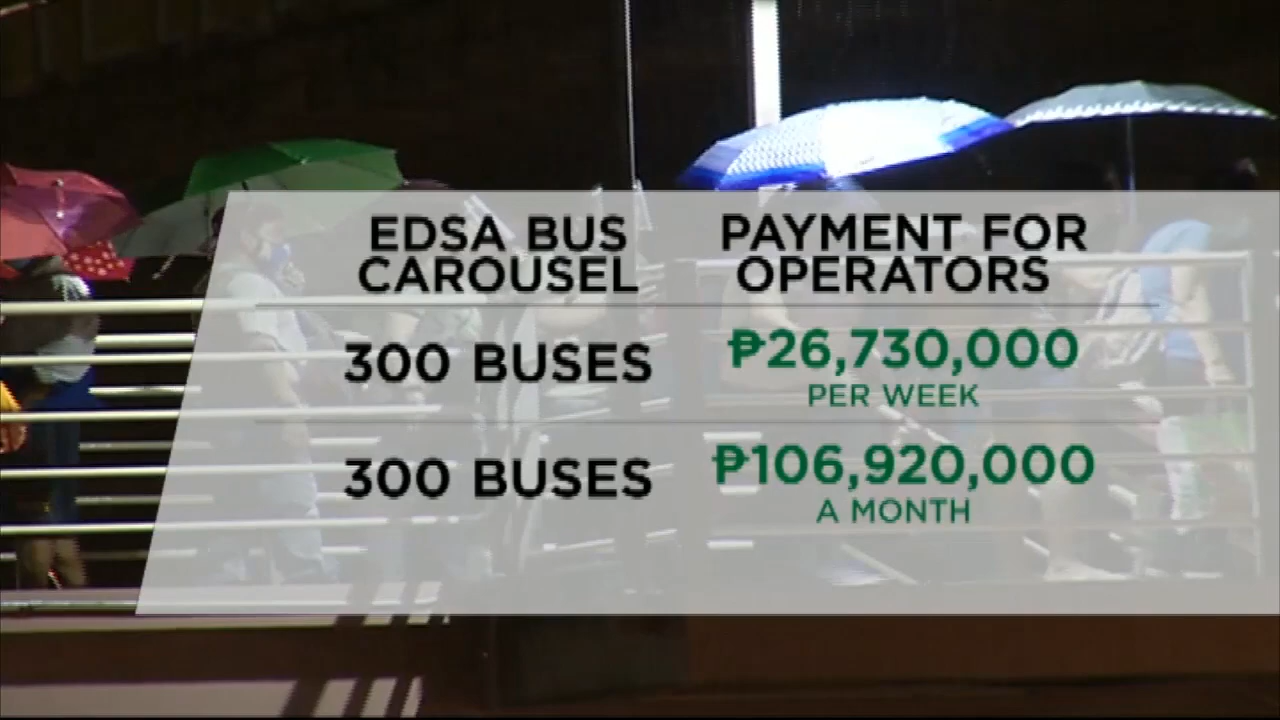 EDSA BUS
CAROUSEL
PAYMENT FOR
OPERATORS
300 BUSES
₱26,730,000
PER WEEK
300 BUSES
₱106,920,000
A MONTH